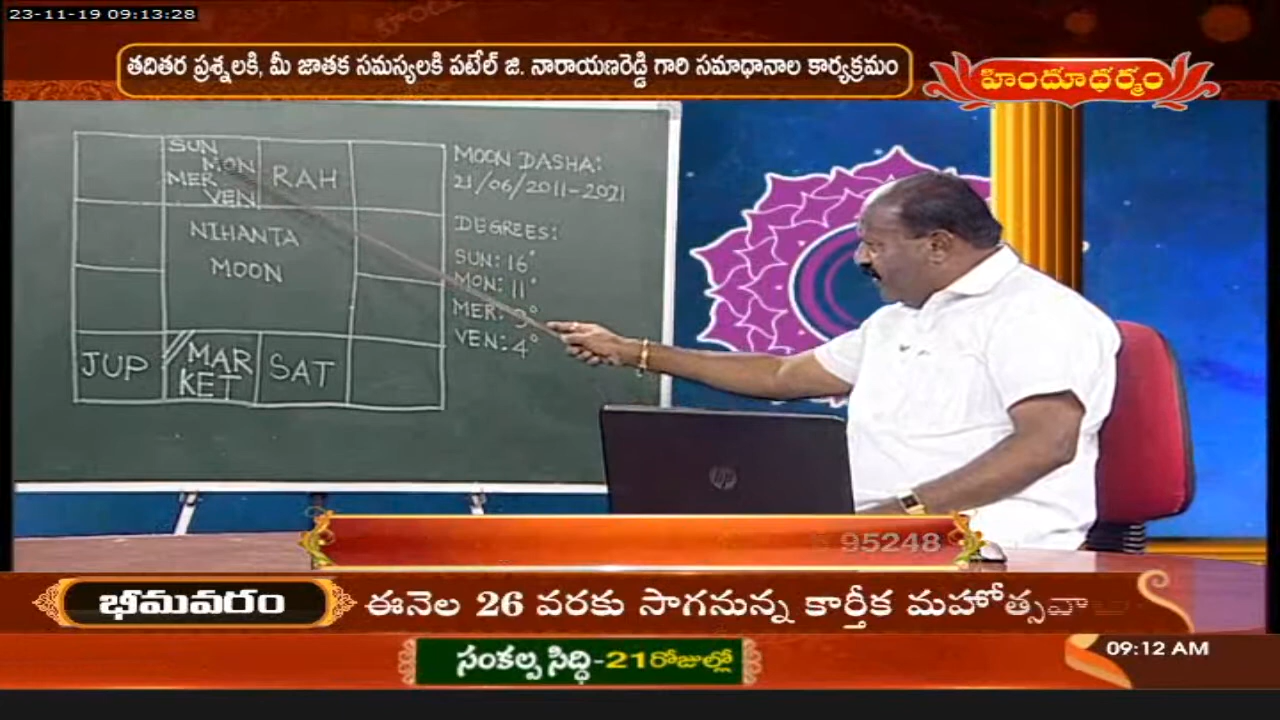 23-11-19 09:13:28
తదితర ప్రశ్నలకి, మీ జాతక సమస్యలకి పటేల్ జి. నారాయణరెడ్డి గారి సమాధానాల కార్యక్రమం
హిందూధర్మం
SUN
MON
MER
VEN
RAH
NIHANTA
MOON
JUP
MAR
KET
SAT
MOON DASHA:
21/06/2011-2021
DEGREES:
SUN: 16°
MON: 11°
MER: 3°
VEN: 4°
hp
95248
భీమవరం
ఈనెల 26 వరకు సాగనున్న కార్తీక మహోత్సవా
సంకల్ప సిద్ధి-21రోజుల్లో
09:12 AM